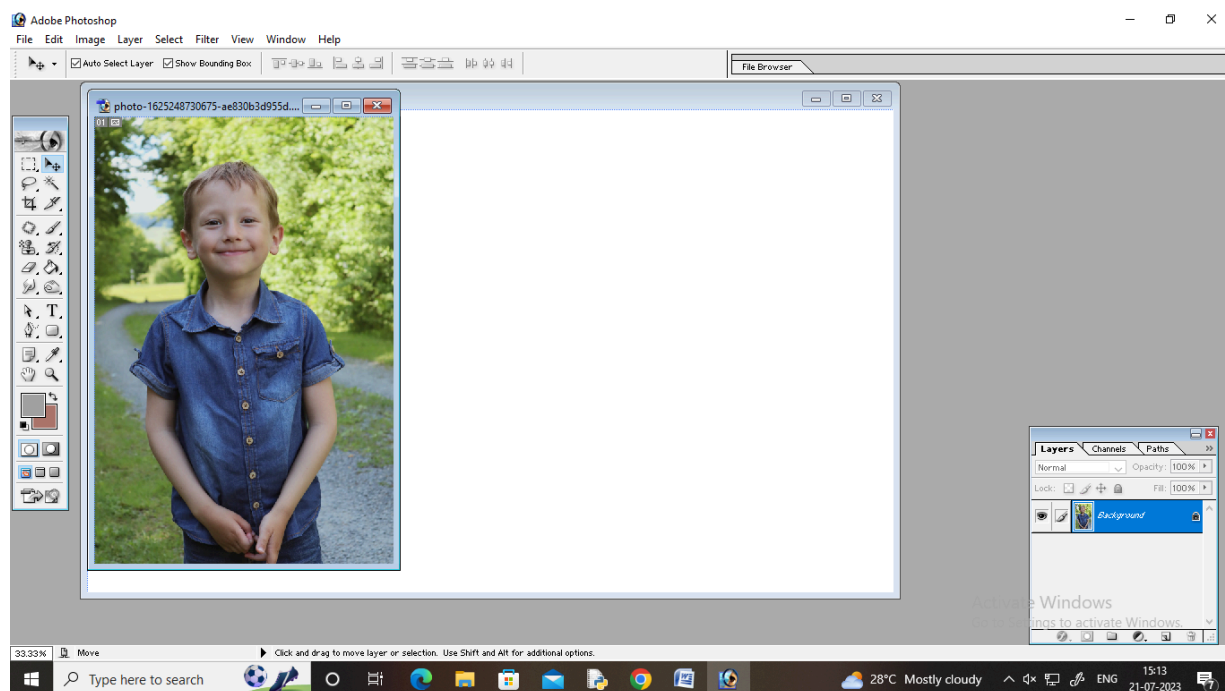 Adobe Photoshop
File Edit Image Layer Select Filter View Window Help
Auto Select Layer Show Bounding Box
File Browser
photo-1625248730675-ae830b3d955d....
01
T
Layers Channels Paths
Normal Opacity: 100%
Lock: Fill: 100%
Background
Activate Windows
Go to Settings to activate Windows.
33.33% Move Click and drag to move layer or selection. Use Shift and Alt for additional options.
Type here to search
28°C Mostly cloudy ENG 15:13
21-07-2023
7